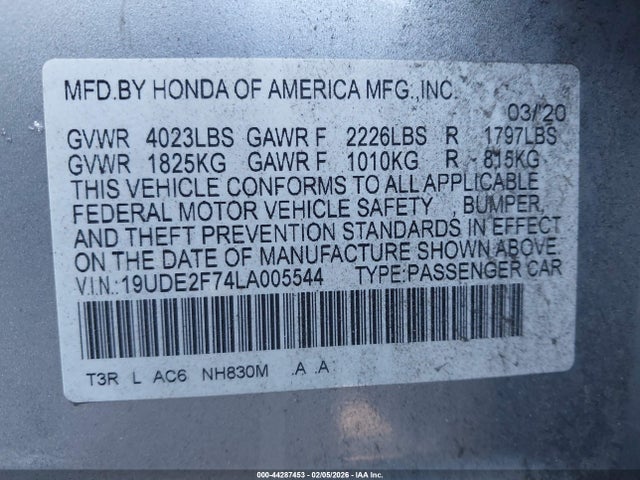 MFD.BY HONDA OF AMERICA MFG.,INC.
03/'20
GVWR 4023LBS GAWR F 2226LBS R 1797LBS
GVWR 1825KG GAWR F 1010KG R 815KG
THIS VEHICLE CONFORMS TO ALL APPLICABLE
FEDERAL MOTOR VEHICLE SAFETY , BUMPER,
AND THEFT PREVENTION STANDARDS IN EFFECT
ON THE DATE OF MANUFACTURE SHOWN ABOVE.
V.I.N.: 19UDE2F74LA005544 TYPE:PASSENGER CAR
T3R L AC6 NH830M .A .A
000-44287453 - 02/05/2026 - IAA Inc.